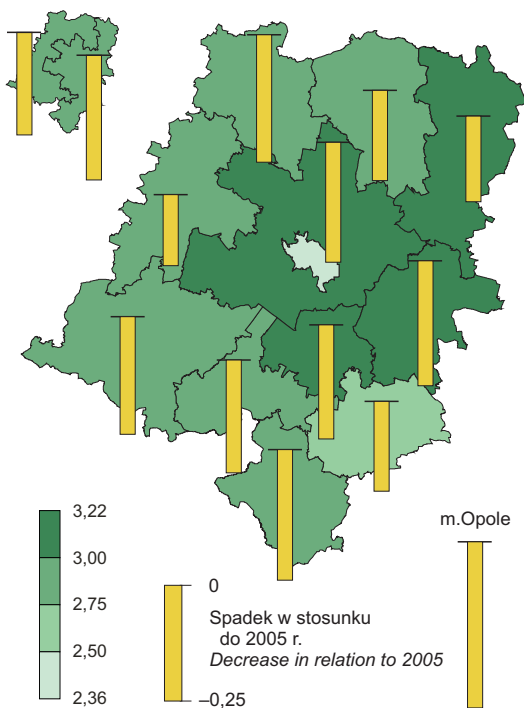 m.Opole
3,22
3,00
2,75
2,50
2,36
0
Spadek w stosunku
do 2005 r.
Decrease in relation to 2005
–0,25